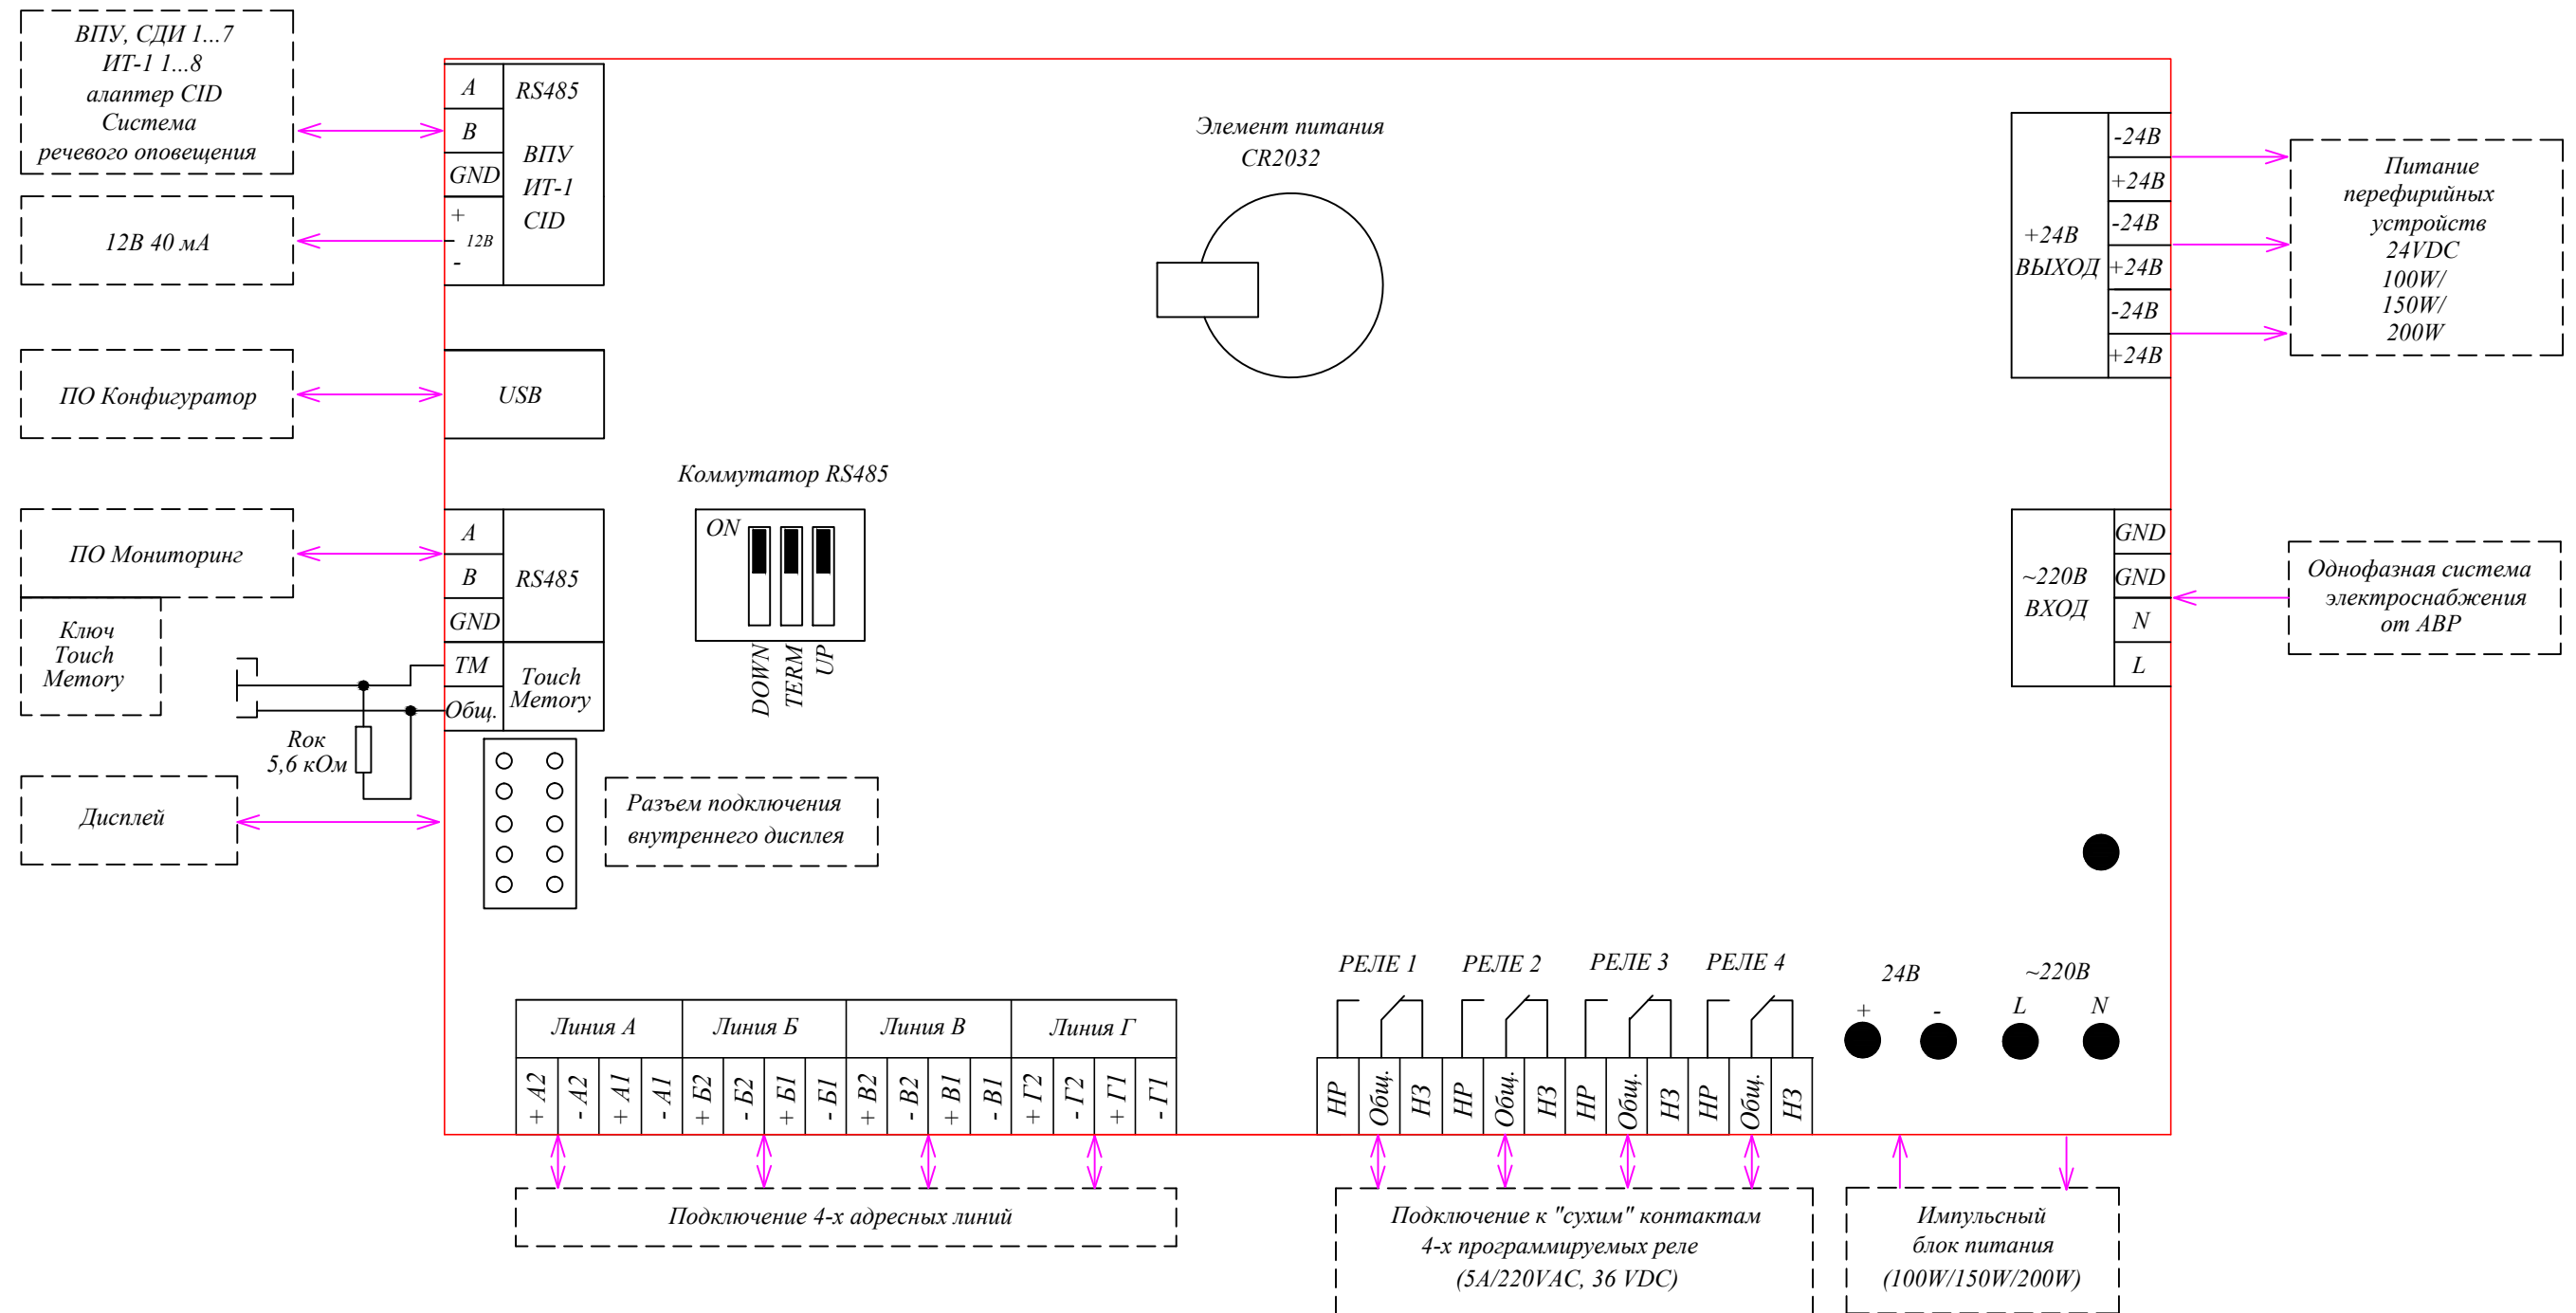 ВПУ, СДИ 1...7
ИТ-1 1...8
алаптер CID
Система
речевого оповещения
12В 40 мА
ПО Конфигуратор
ПО Мониторинг
Ключ
Touch
Memory
Rок
5,6 кОм
Дисплей
A
B
GND
+
- 12В
-
RS485
ВПУ
ИТ-1
CID
USB
A
B
GND
RS485
TM
Общ.
Touch
Memory
Разъем подключения
внутреннего дисплея
Коммутатор RS485
ON
DOWN
TERM
UP
Элемент питания
CR2032
+24В
ВЫХОД
-24В
+24В
-24В
+24В
-24В
+24В
Питание
перефирийных
устройств
24VDC
100W/
150W/
200W
~220В
ВХОД
GND
GND
N
L
Однофазная система
электроснабжения
от АВР
Линия А
Линия Б
Линия В
Линия Г
+ А2
- А2
+ А1
- А1
+ Б2
- Б2
+ Б1
- Б1
+ В2
- В2
+ В1
- В1
+ Г2
- Г2
+ Г1
- Г1
Подключение 4-х адресных линий
РЕЛЕ 1
РЕЛЕ 2
РЕЛЕ 3
РЕЛЕ 4
НР
Общ.
НЗ
НР
Общ.
НЗ
НР
Общ.
НЗ
НР
Общ.
НЗ
Подключение к "сухим" контактам
4-х программируемых реле
(5A/220VAC, 36 VDC)
24В
~220В
+
-
L
N
Импульсный
блок питания
(100W/150W/200W)